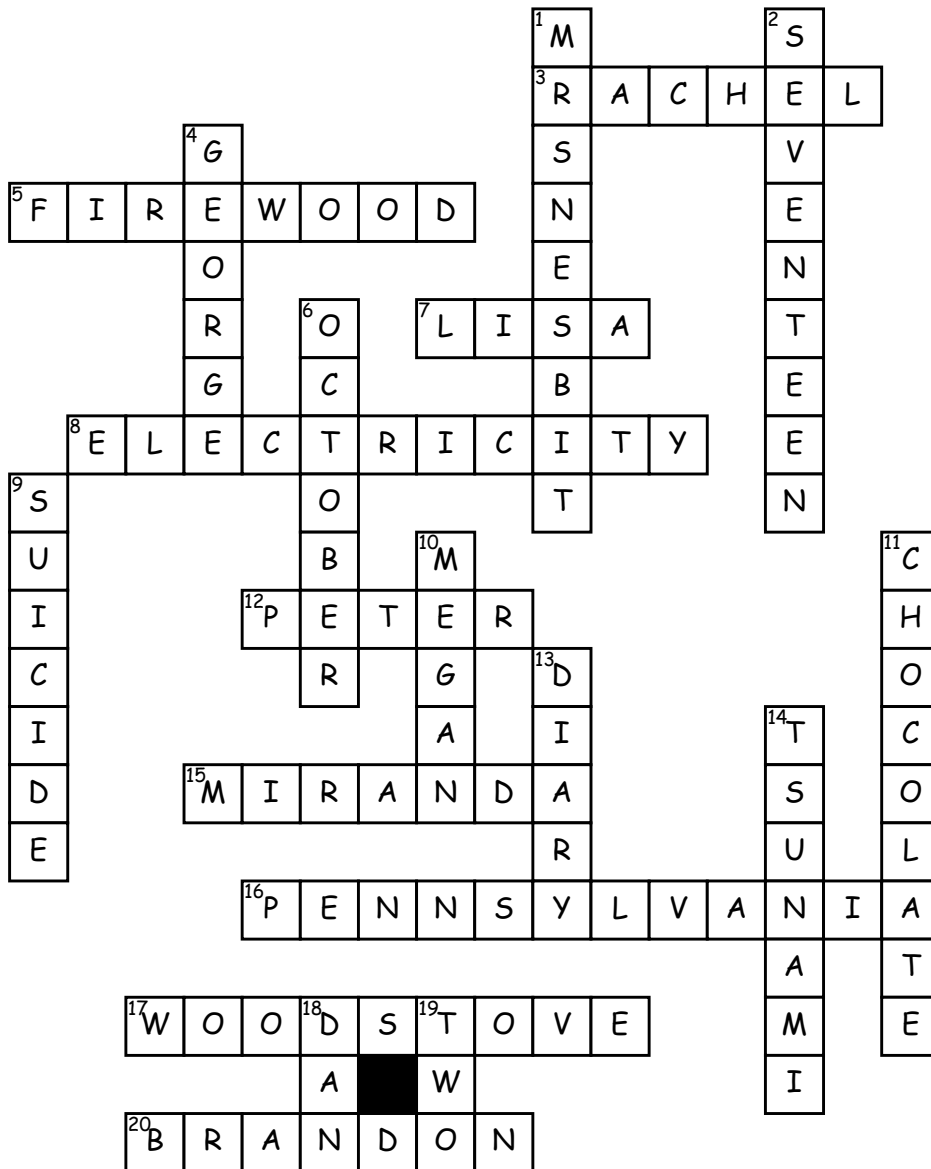 1 M 2 S
3 R A C H E L
4 G S V
5 F I R E W O O D N E
O E N
R 6 O 7 L I S A T
G C B E
8 E L E C T R I C I T Y E
9 S O T N
U B 10 M 11 C
I 12 P E T E R H
C R G 13 D O
I A I 14 T C
D 15 M I R A N D A S O
E R U L
16 P E N N S Y L V A N I A
A T
17 W O O 18 D S 19 T O V E M E
A W I
20 B R A N D O N